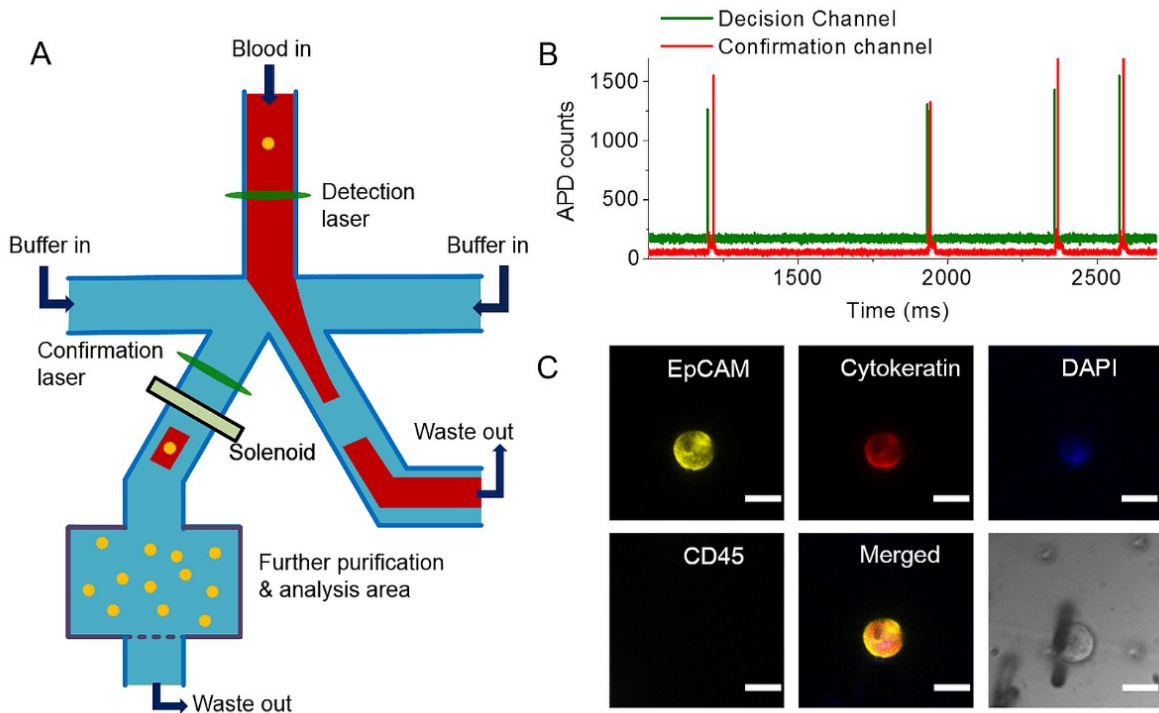 A
Blood in
Detection
laser
Buffer in
Buffer in
Confirmation
laser
Solenoid
Waste out
Further purification
& analysis area
Waste out
B
Decision Channel
Confirmation channel
APD counts
1500
1000
500
0
1500
2000
2500
Time (ms)
C
EpCAM
Cytokeratin
DAPI
CD45
Merged